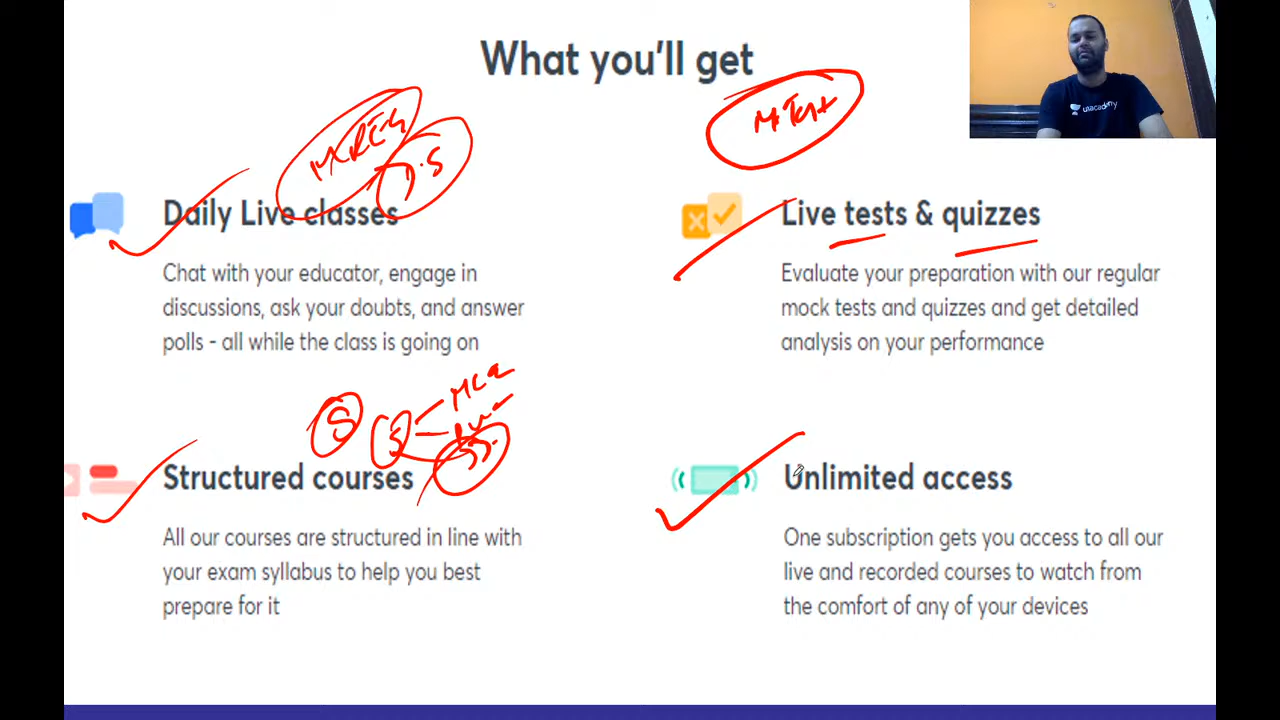 What you'll get
unacademy
Daily Live classes
Chat with your educator, engage in
discussions, ask your doubts, and answer
polls - all while the class is going on
Live tests & quizzes
Evaluate your preparation with our regular
mock tests and quizzes and get detailed
analysis on your performance
S
MCQ
Structured courses
All our courses are structured in line with
your exam syllabus to help you best
prepare for it
Unlimited access
One subscription gets you access to all our
live and recorded courses to watch from
the comfort of any of your devices